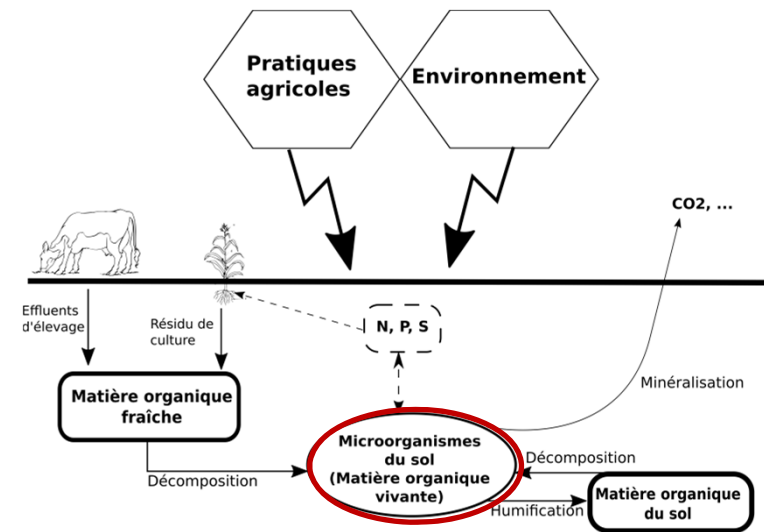 Pratiques
agricoles
Environnement
CO2, ...
Effluents
d'élevage
Résidu de
culture
N, P, S
Matière organique
fraîche
Minéralisation
Microorganismes
du sol
(Matière organique
vivante)
Décomposition
Décomposition
Humification
Matière organique
du sol